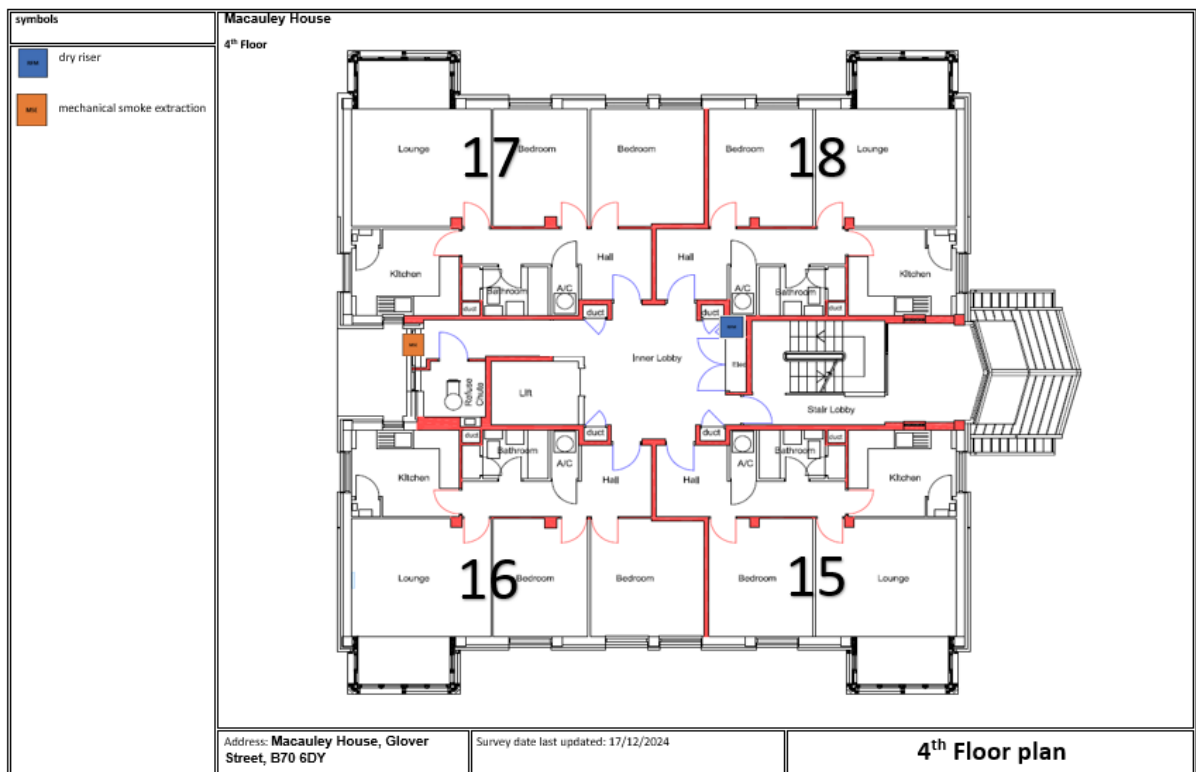 symbols
dry riser
mechanical smoke extraction
Macauley House
4th Floor
Lounge
17
Bedroom
Bedroom
Bedroom
18
Lounge
Kitchen
Hall
Hall
Kitchen
Bathroom
A/C
A/C
Bathroom
duct
duct
duct
duct
Inner Lobby
Elec
Refuse
Chute
Lift
Stair Lobby
duct
duct
duct
duct
Bathroom
A/C
A/C
Bathroom
Kitchen
Hall
Hall
Kitchen
Lounge
16
Bedroom
Bedroom
Bedroom
15
Lounge
Address: Macauley House, Glover
Street, B70 6DY
Survey date last updated: 17/12/2024
4th Floor plan